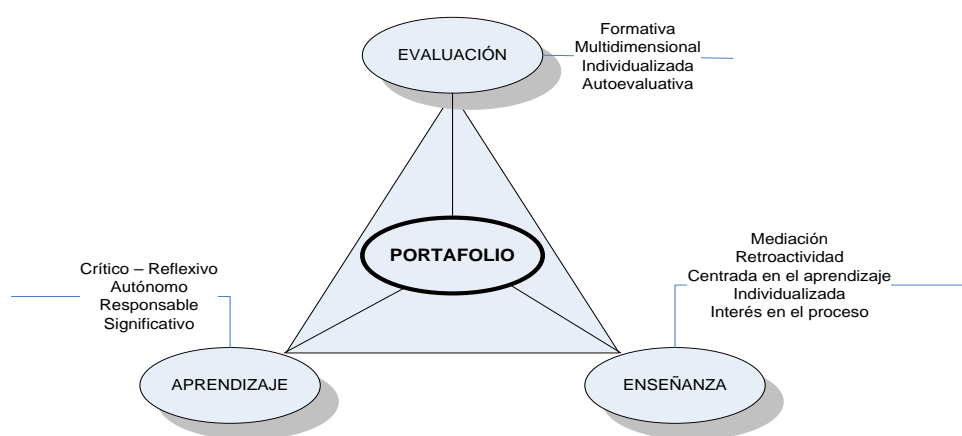 EVALUACIÓN
Formativa
Multidimensional
Individualizada
Autoevaluativa
PORTAFOLIO
Crítico – Reflexivo
Autónomo
Responsable
Significativo
Mediación
Retroactividad
Centrada en el aprendizaje
Individualizada
Interés en el proceso
APRENDIZAJE
ENSEÑANZA